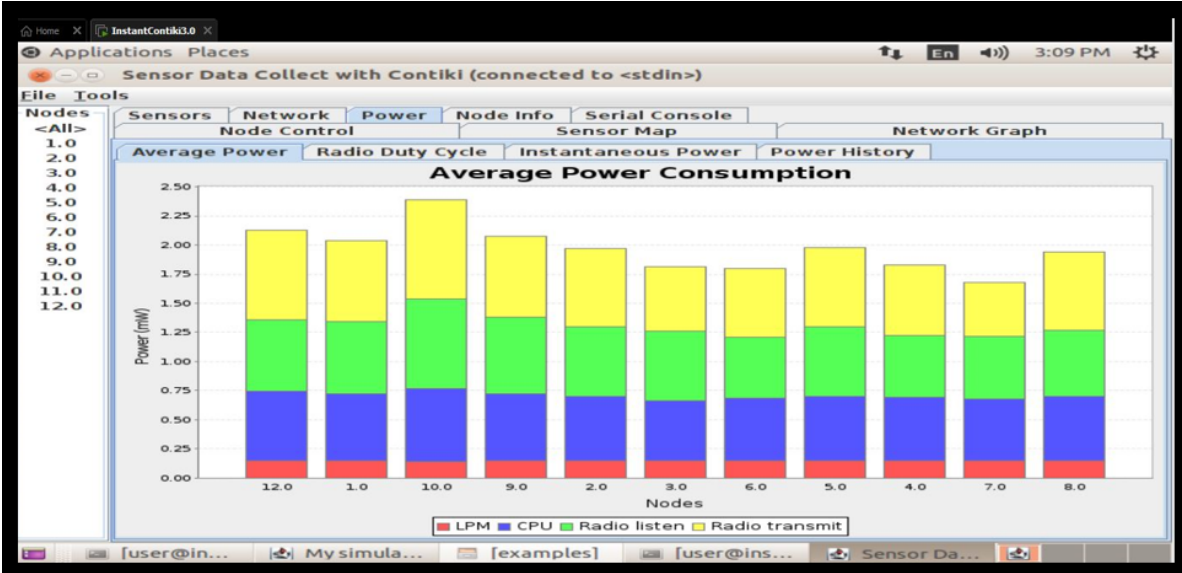 Home X InstantContiki3.0 X
Applications Places En 3:09 PM
Sensor Data Collect with Contiki (connected to <stdin>)
File Tools
Nodes
<All>
1.0
2.0
3.0
4.0
5.0
6.0
7.0
8.0
9.0
10.0
11.0
12.0
Sensors Network Power Node Info Serial Console
Node Control Sensor Map Network Graph
Average Power Radio Duty Cycle Instantaneous Power Power History
Average Power Consumption
Power (mW)
2.50
2.25
2.00
1.75
1.50
1.25
1.00
0.75
0.50
0.25
0.00
12.0 1.0 10.0 9.0 2.0 3.0 6.0 5.0 4.0 7.0 8.0
Nodes
LPM CPU Radio listen Radio transmit
[user@in... My simula... [examples] [user@ins... Sensor Da...